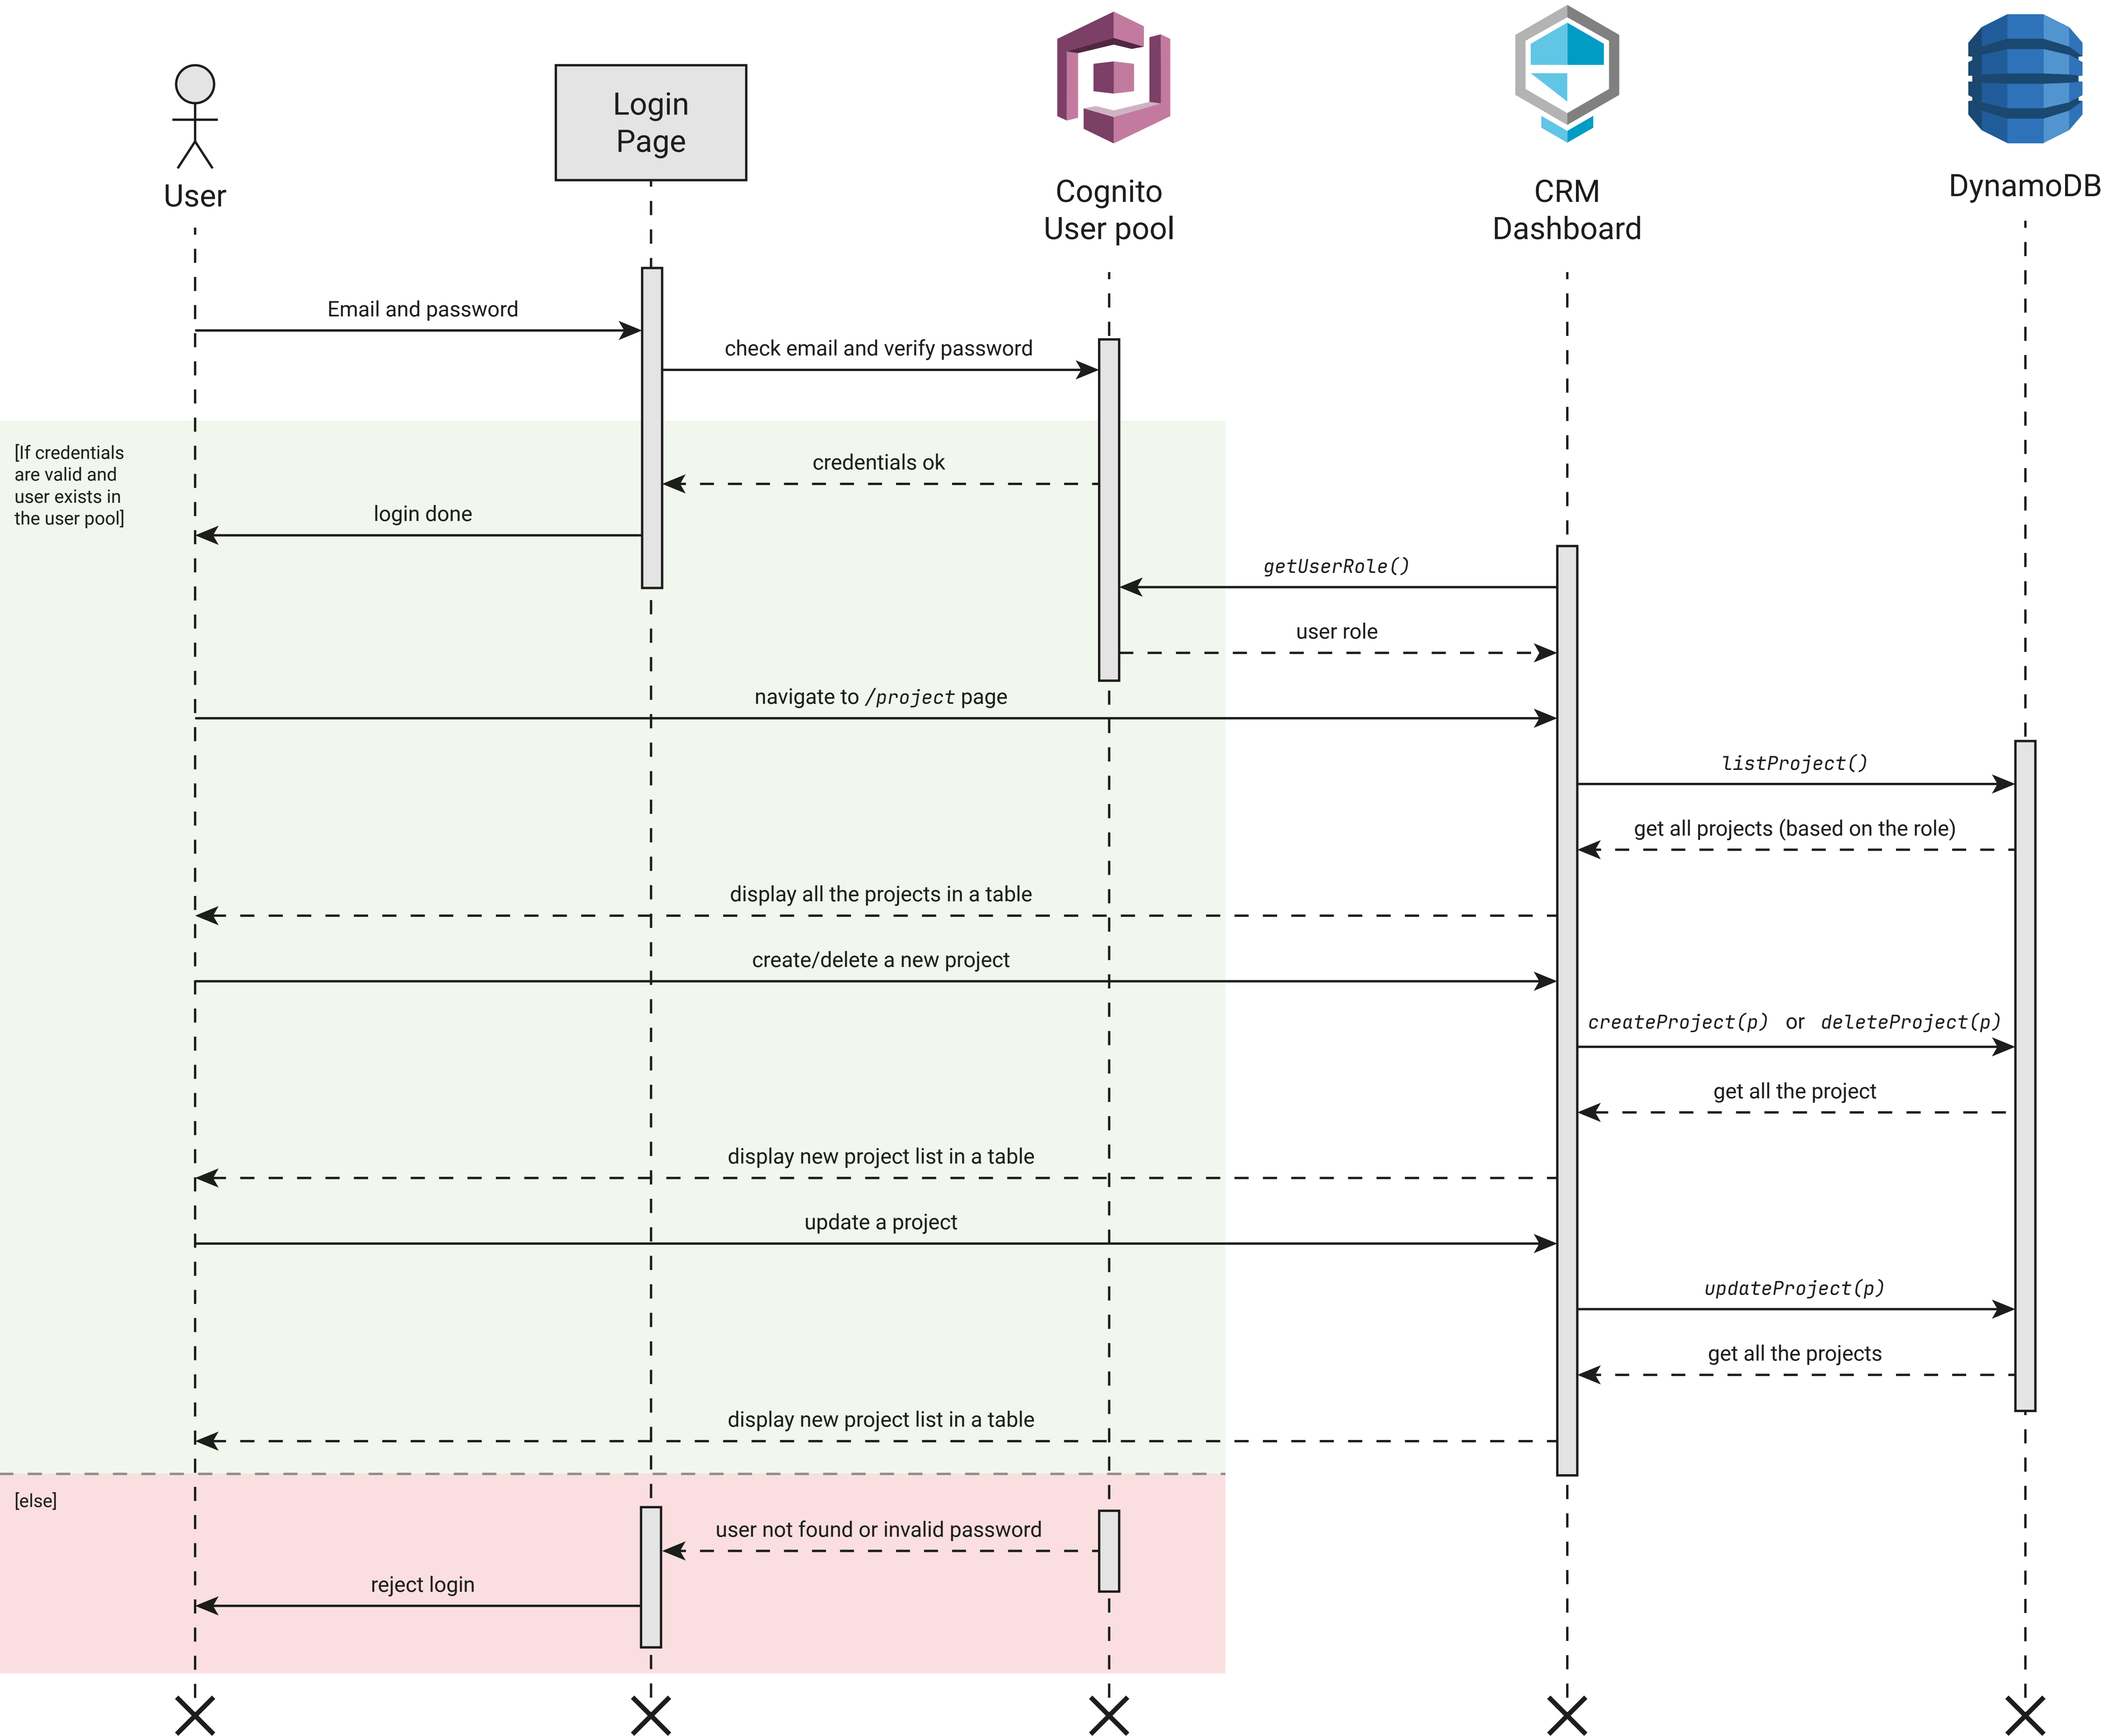 User
Login
Page
Cognito
User pool
CRM
Dashboard
DynamoDB
Email and password
check email and verify password
[If credentials
are valid and
user exists in
the user pool]
credentials ok
login done
getUserRole()
user role
navigate to /project page
listProject()
get all projects (based on the role)
display all the projects in a table
create/delete a new project
createProject(p) or deleteProject(p)
get all the project
display new project list in a table
update a project
updateProject(p)
get all the projects
display new project list in a table
[else]
user not found or invalid password
reject login